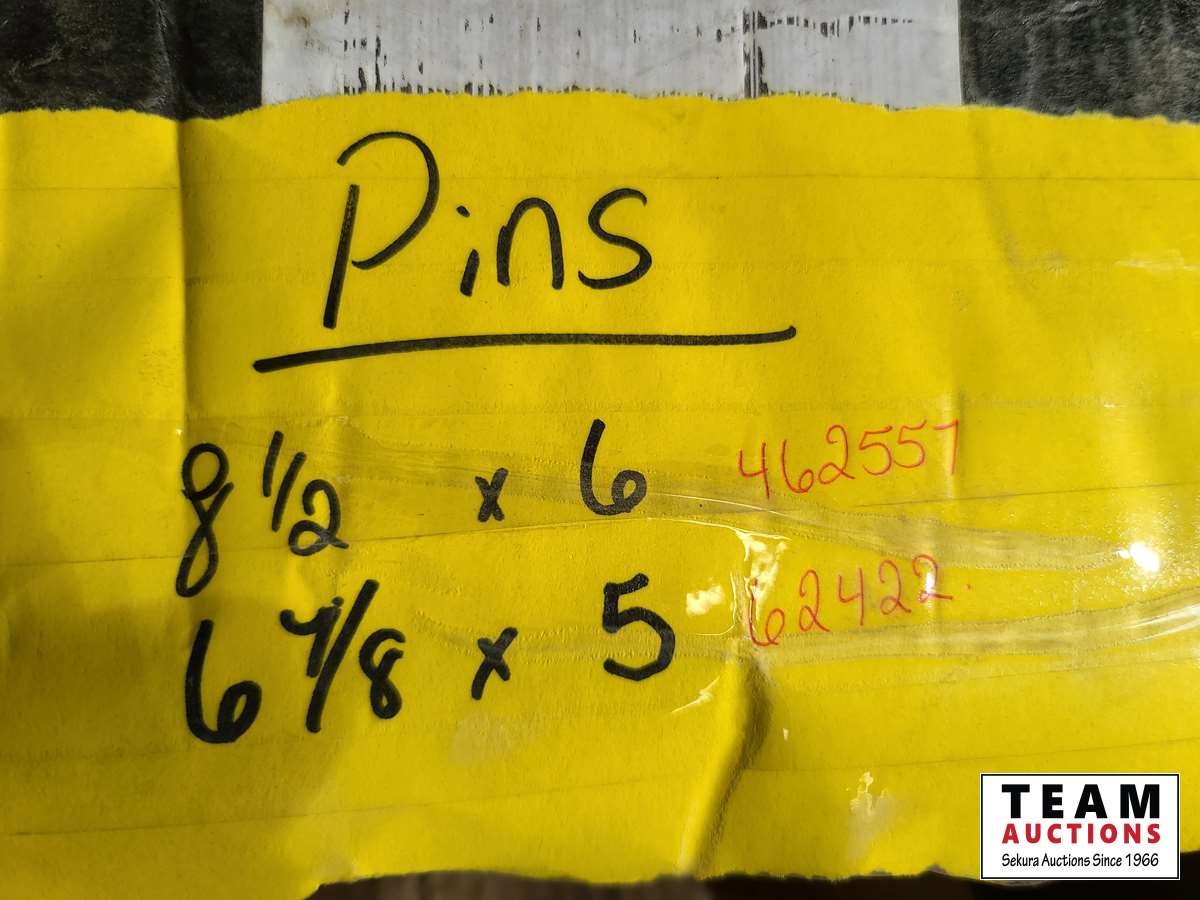 Pins
8 1/2 x 6 462557
6 7/8 x 5 62422.
TEAM
AUCTIONS
Sekura Auctions Since 1966